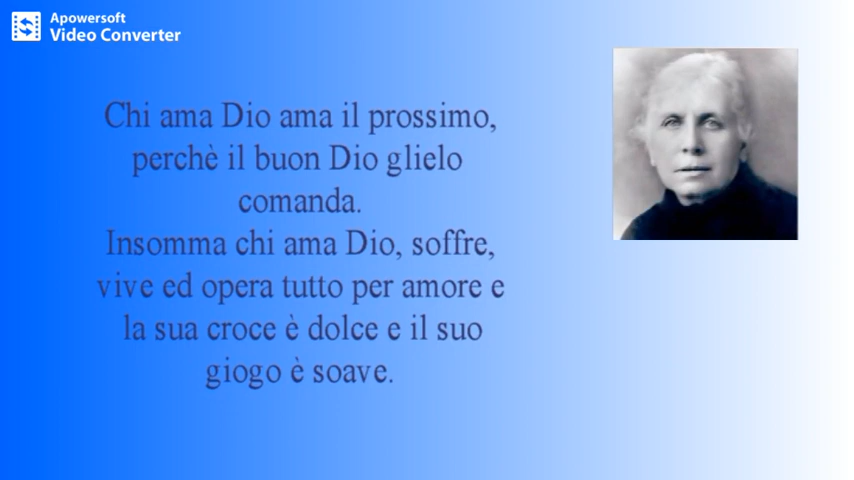 Apowersoft
Video Converter
Chi ama Dio ama il prossimo,
perchè il buon Dio glielo
comanda.
Insomma chi ama Dio, soffre,
vive ed opera tutto per amore e
la sua croce è dolce e il suo
giogo è soave.